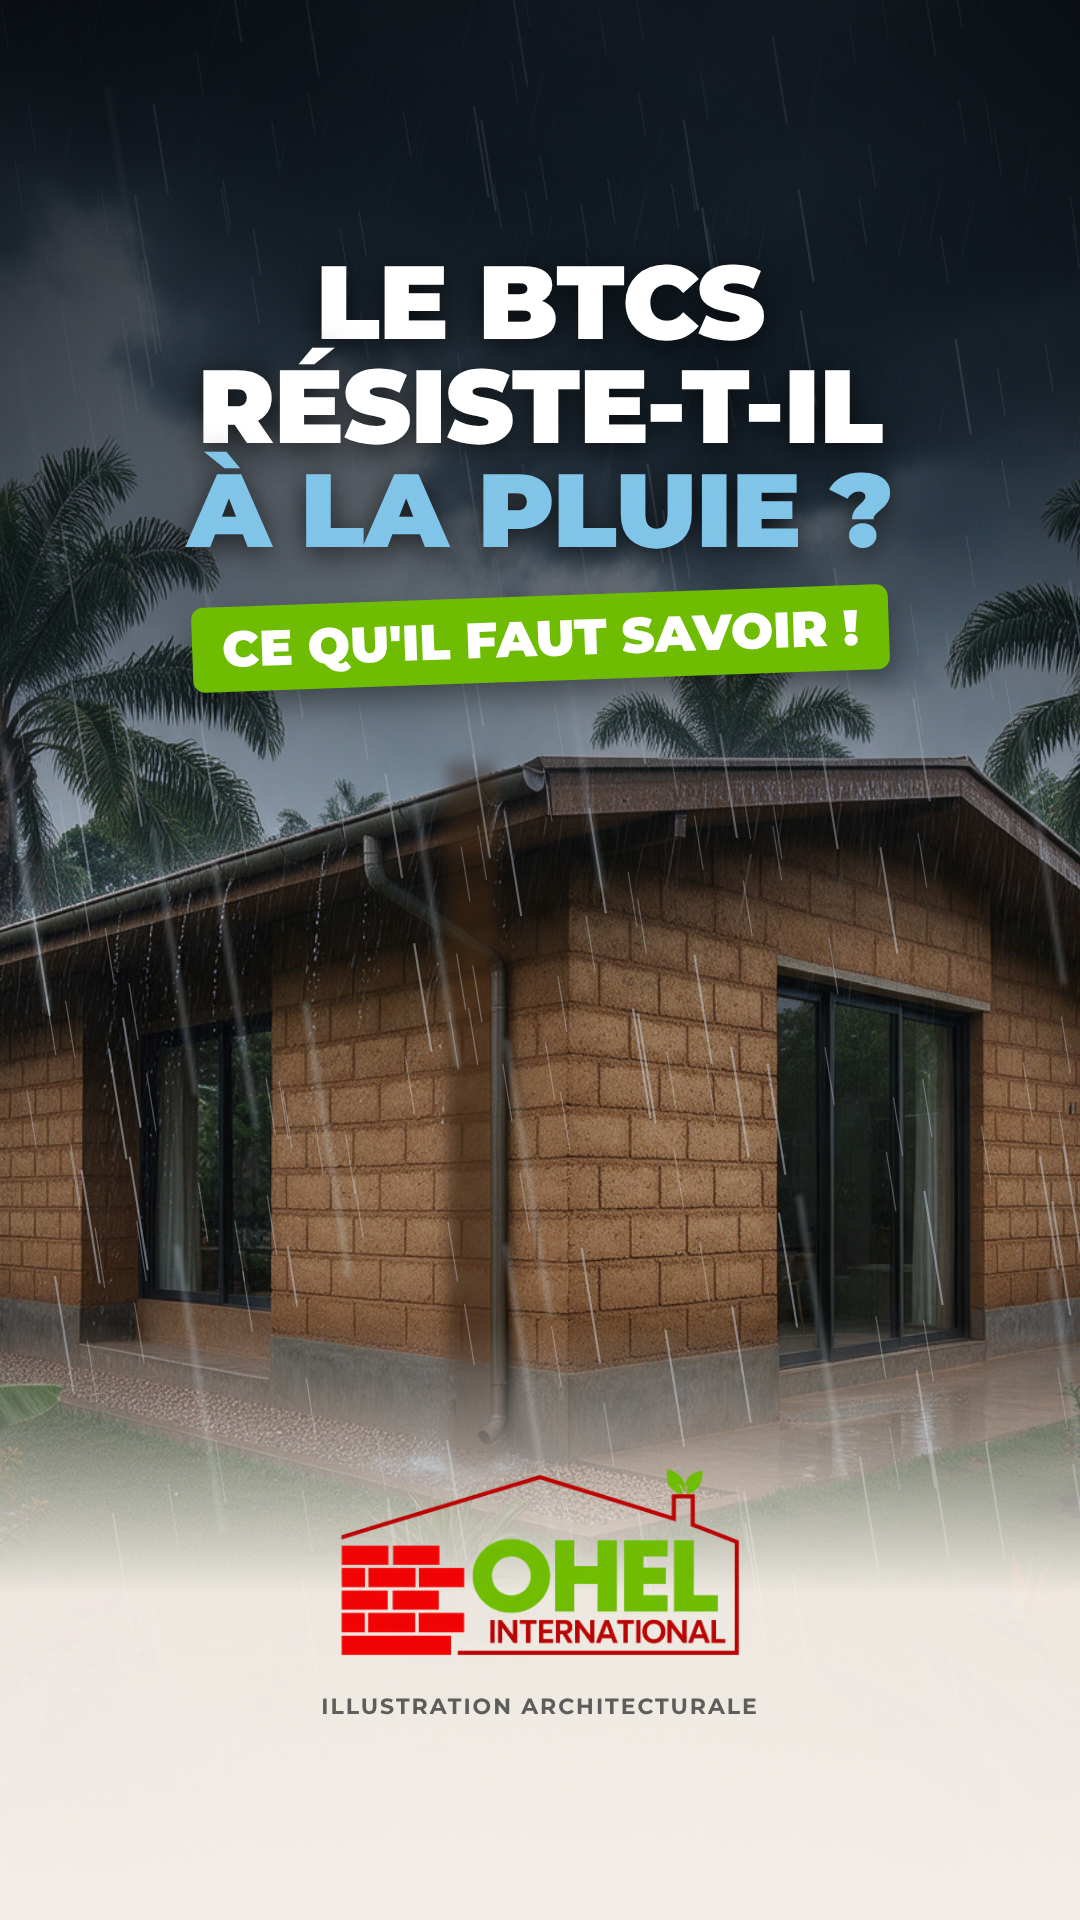 LE BTCS
RÉSISTE-T-IL
À LA PLUIE ?
CE QU'IL FAUT SAVOIR !
OHEL
INTERNATIONAL
ILLUSTRATION ARCHITECTURALE